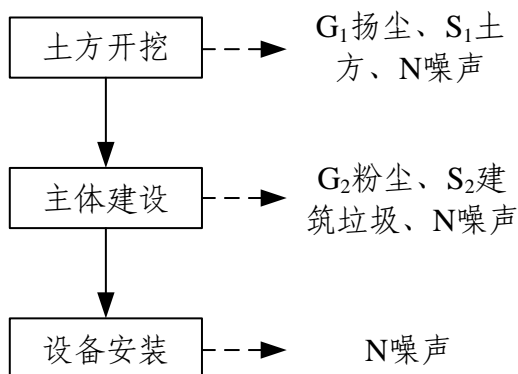 土方开挖
G₁扬尘、S₁土
方、N噪声
主体建设
G₂粉尘、S₂建
筑垃圾、N噪声
设备安装
N噪声